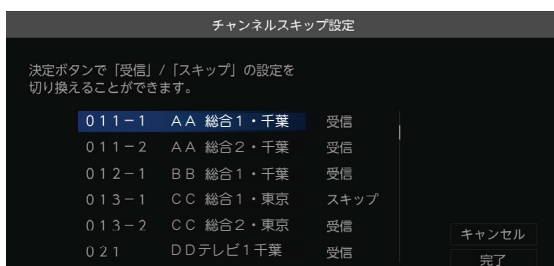 チャンネルスキップ設定
決定ボタンで「受信」/「スキップ」の設定を
切り換えることができます。
011-1 AA 総合1・千葉 受信
011-2 AA 総合2・千葉 受信
012-1 BB 総合1・千葉 受信
013-1 CC 総合1・東京 スキップ
013-2 CC 総合2・東京 受信
021 DDテレビ1千葉 受信
キャンセル
完了